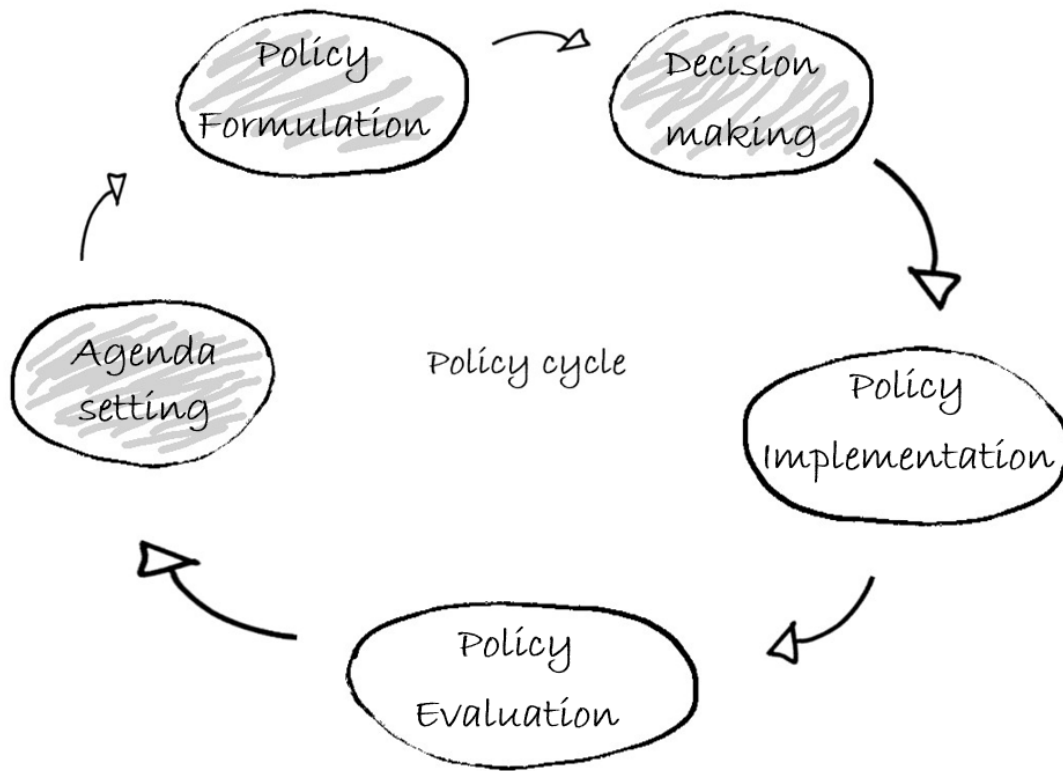 Policy
Formulation
Decision
making
Agenda
setting
Policy cycle
Policy
Implementation
Policy
Evaluation